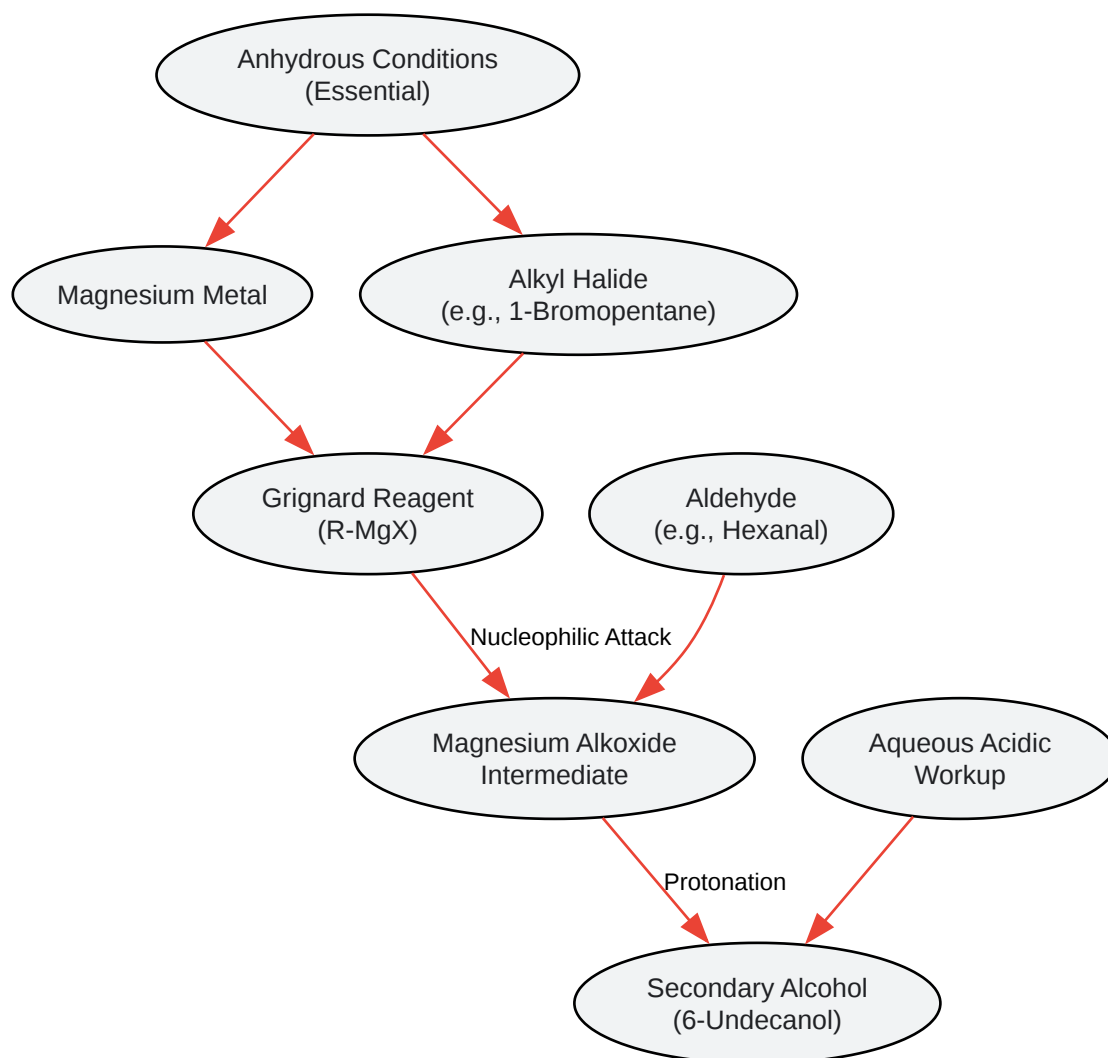 Anhydrous Conditions
(Essential)
Magnesium Metal
Alkyl Halide
(e.g., 1-Bromopentane)
Grignard Reagent
(R-MgX)
Aldehyde
(e.g., Hexanal)
Nucleophilic Attack
Magnesium Alkoxide
Intermediate
Aqueous Acidic
Workup
Protonation
Secondary Alcohol
(6-Undecanol)